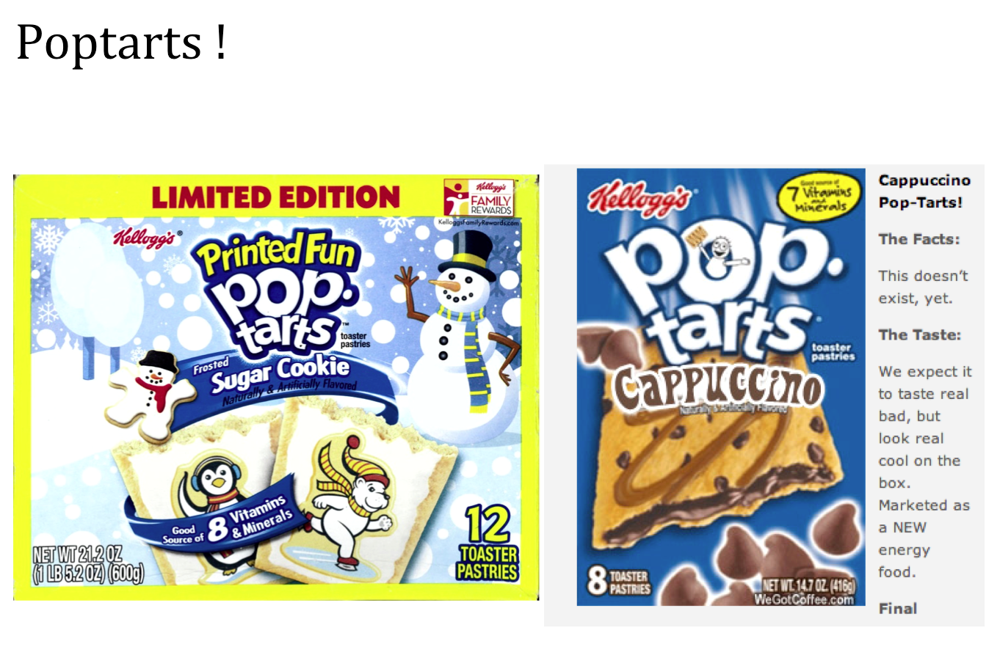 Poptarts !
LIMITED EDITION
Kellogg's
FAMILY
REWARDS
KelloggsFamilyRewards.com
Kellogg's®
Printed Fun
POP.
tarts™
toaster
pastries
Frosted
Sugar Cookie
Naturally & Artificially Flavored
Good
Source of 8 Vitamins
& Minerals
NET WT 21.2 OZ
(1 LB 5.2 OZ) (600g)
12
TOASTER
PASTRIES
Kellogg's®
Good source of
7 Vitamins
and
Minerals
POP.
tarts®
toaster
pastries
Cappuccino
Naturally & Artificially Flavored
8 TOASTER
PASTRIES
NET WT. 14.7 OZ. (416g)
WeGotCoffee.com
Cappuccino
Pop-Tarts!
The Facts:
This doesn’t
exist, yet.
The Taste:
We expect it
to taste real
bad, but
look real
cool on the
box.
Marketed as
a NEW
energy
food.
Final